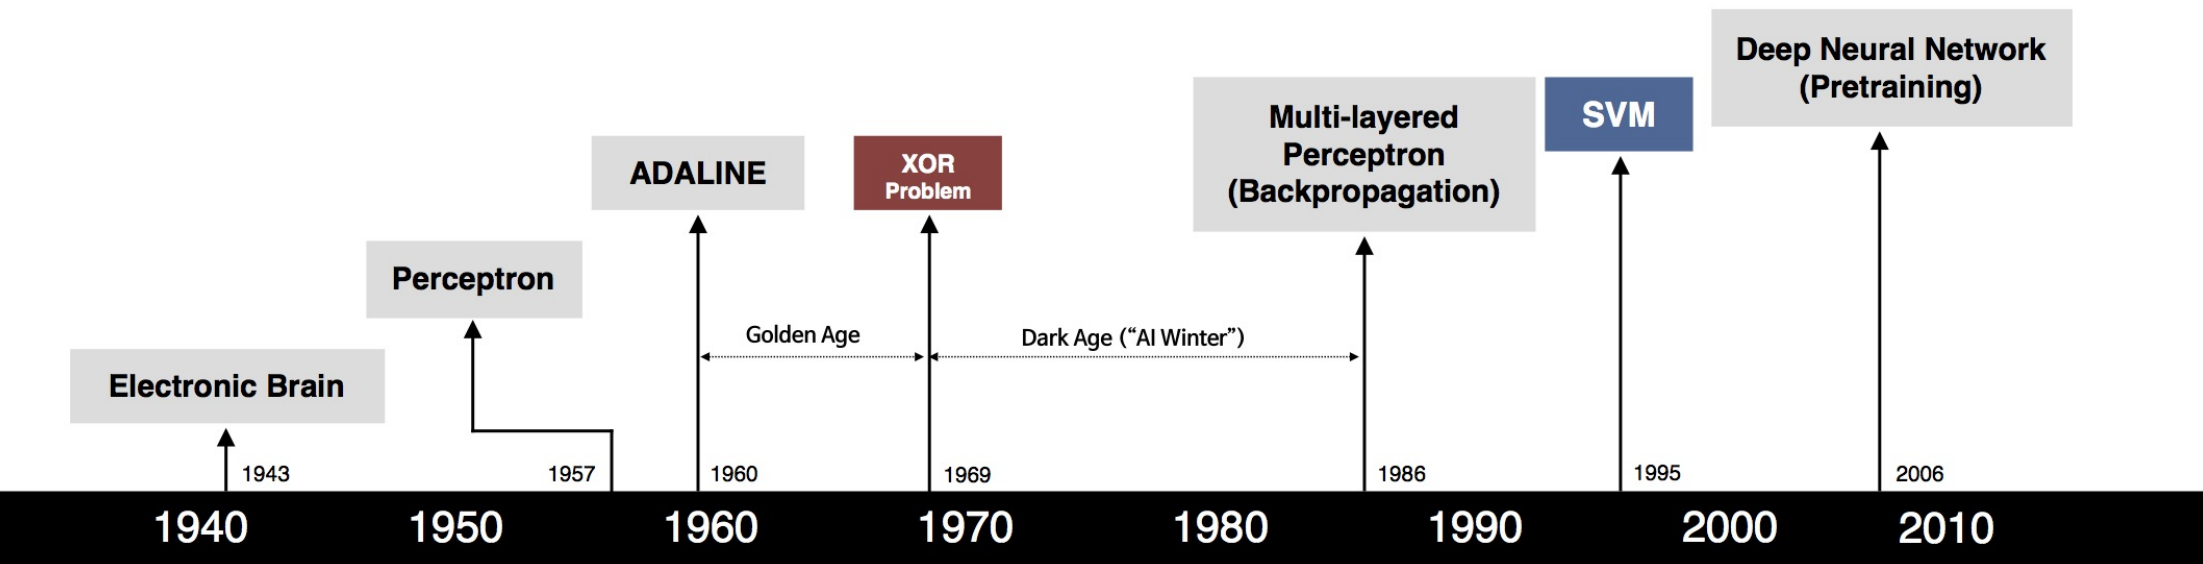 Deep Neural Network
(Pretraining)
Multi-layered
Perceptron
(Backpropagation)
SVM
ADALINE
XOR
Problem
Perceptron
Golden Age
Dark Age (“AI Winter”)
Electronic Brain
1943
1957
1960
1969
1986
1995
2006
1940
1950
1960
1970
1980
1990
2000
2010